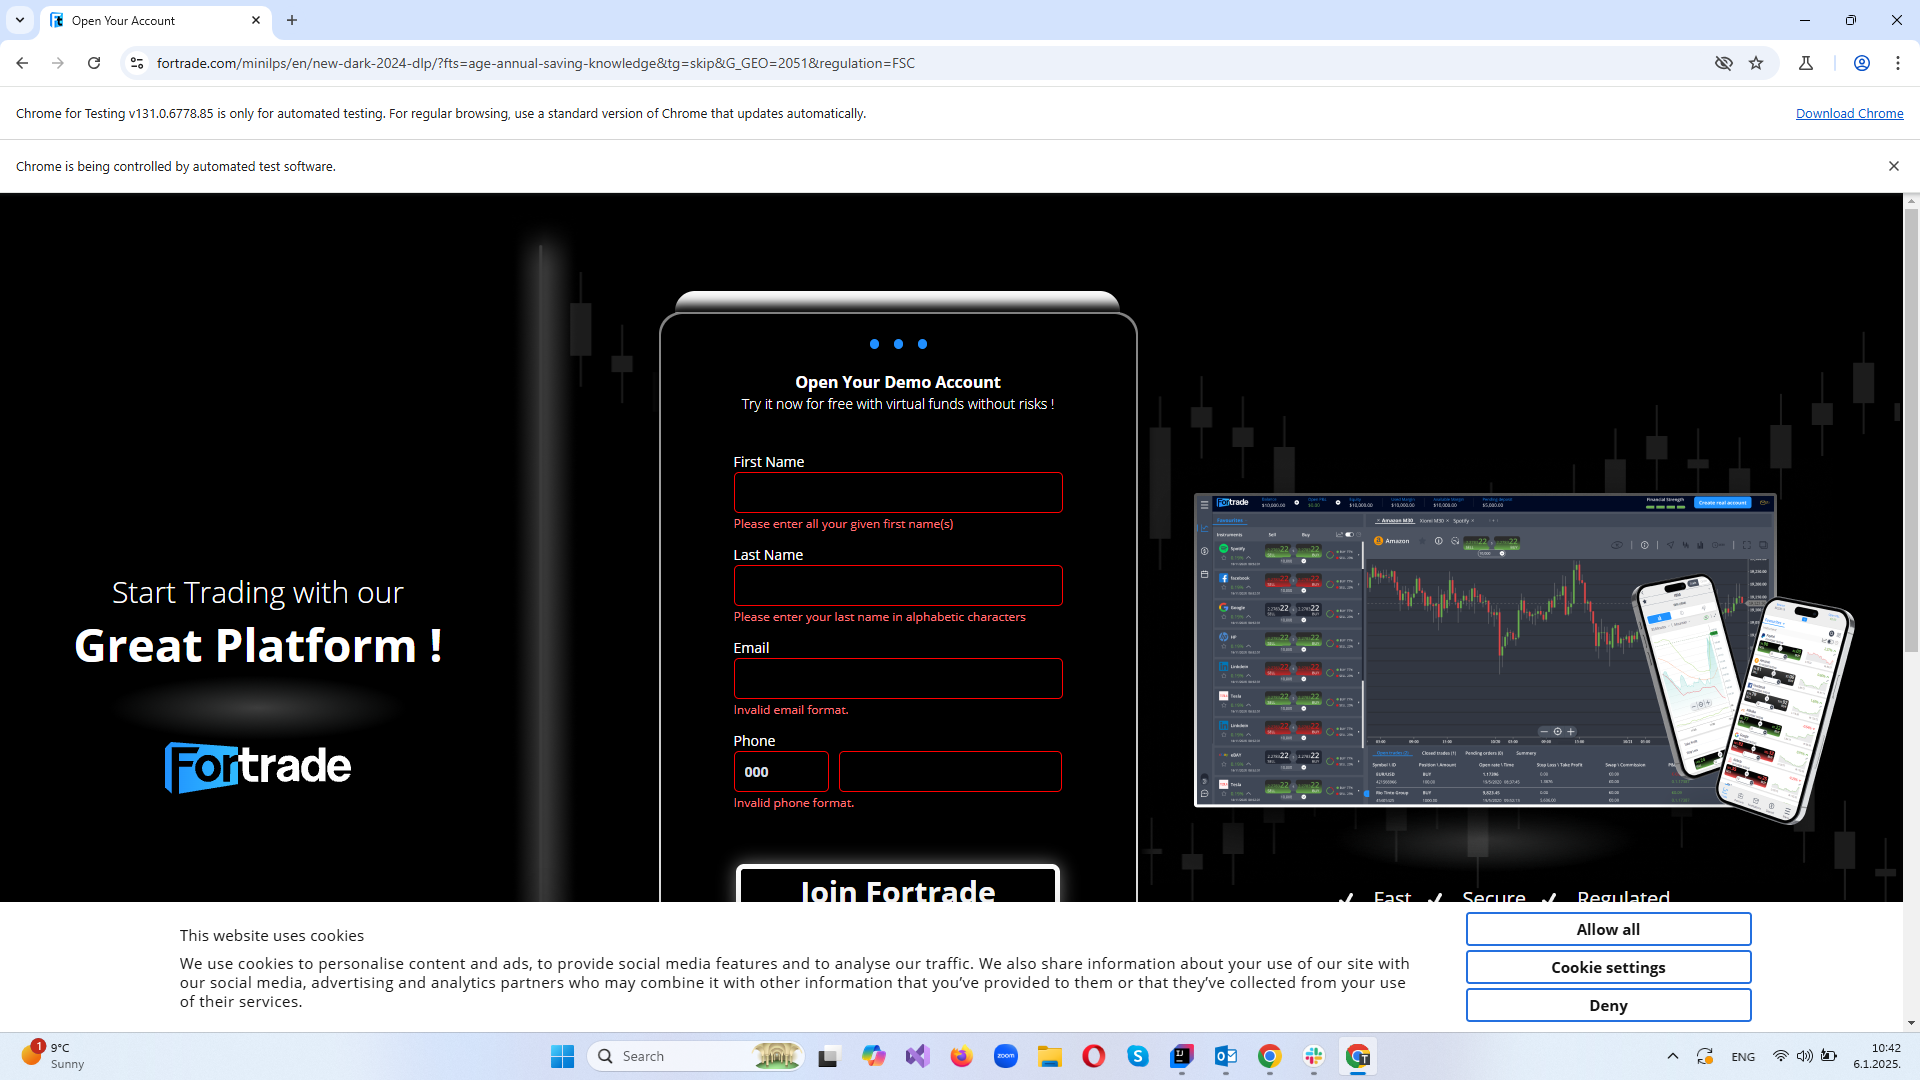 Open Your Account
fortrade.com/minilps/en/new-dark-2024-dlp/?fts=age-annual-saving-knowledge&tg=skip&G_GEO=2051&regulation=FSC
Chrome for Testing v131.0.6778.85 is only for automated testing. For regular browsing, use a standard version of Chrome that updates automatically.
Download Chrome
Chrome is being controlled by automated test software.
Start Trading with our
Great Platform !
Fortrade
Open Your Demo Account
Try it now for free with virtual funds without risks !
First Name
Please enter all your given first name(s)
Last Name
Please enter your last name in alphabetic characters
Email
Invalid email format.
Phone
000
Invalid phone format.
Join Fortrade
Fortrade
Create real account
Amazon
Fast
Secure
Regulated
This website uses cookies
We use cookies to personalise content and ads, to provide social media features and to analyse our traffic. We also share information about your use of our site with
our social media, advertising and analytics partners who may combine it with other information that you've provided to them or that they've collected from your use
of their services.
Allow all
Cookie settings
Deny
1
9°C
Sunny
Search
zoom
ENG
10:42
6.1.2025.